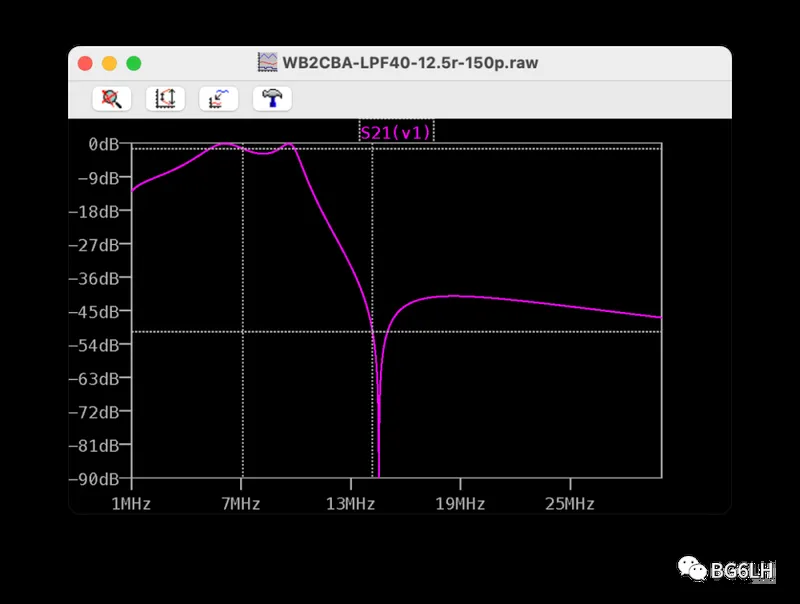 WB2CBA-LPF40-12.5r-150p.raw
S21(v1)
0dB
-9dB
-18dB
-27dB
-36dB
-45dB
-54dB
-63dB
-72dB
-81dB
-90dB
1MHz 7MHz 13MHz 19MHz 25MHz
BG6LH